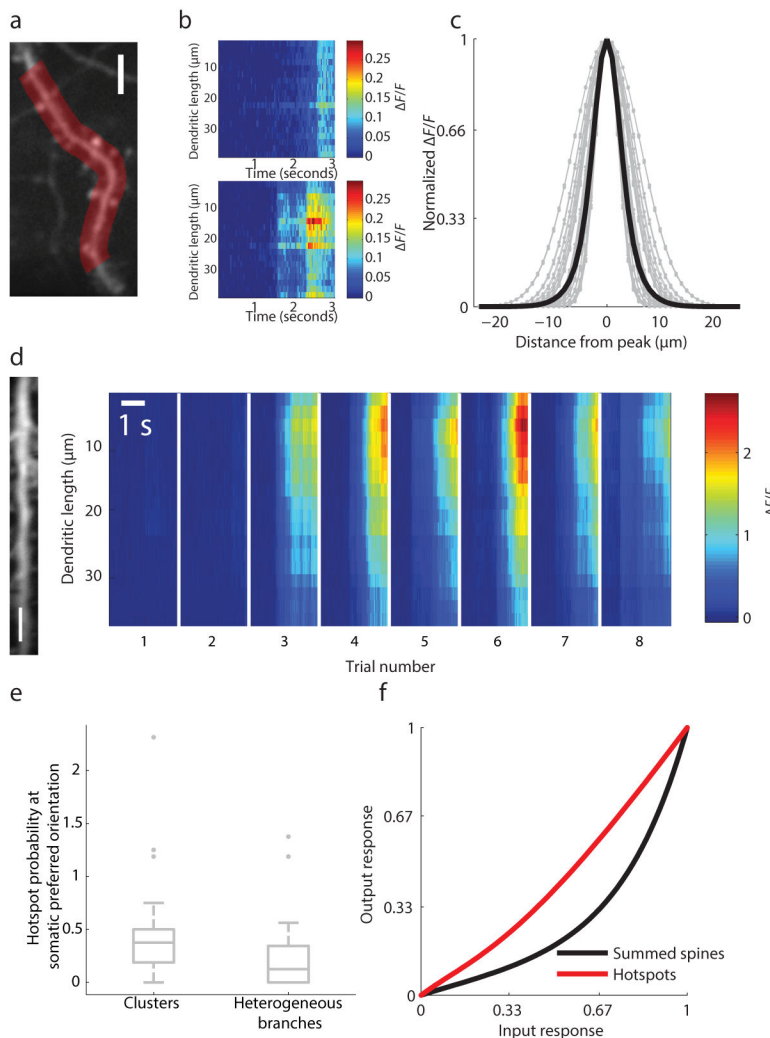 a
b
Dendritic length (µm)
10
20
30
1
2
3
Time (seconds)
0.25
0.20
0.15
0.1
0.05
0
ΔF/F
Dendritic length (µm)
10
20
30
1
2
3
Time (seconds)
0.25
0.20
0.15
0.1
0.05
0
ΔF/F
c
Normalized ΔF/F
1
0.66
0.33
0
−20
−10
0
10
20
Distance from peak (µm)
d
1 s
Dendritic length (µm)
10
20
30
1
2
3
4
5
6
7
8
Trial number
2
1
0
ΔF/F
e
Hotspot probability at
somatic preferred orientation
2
1.5
1
0.5
0
Clusters
Heterogeneous
branches
f
Output response
1
0.67
0.33
0
Summed spines
Hotspots
0
0.33
0.67
1
Input response